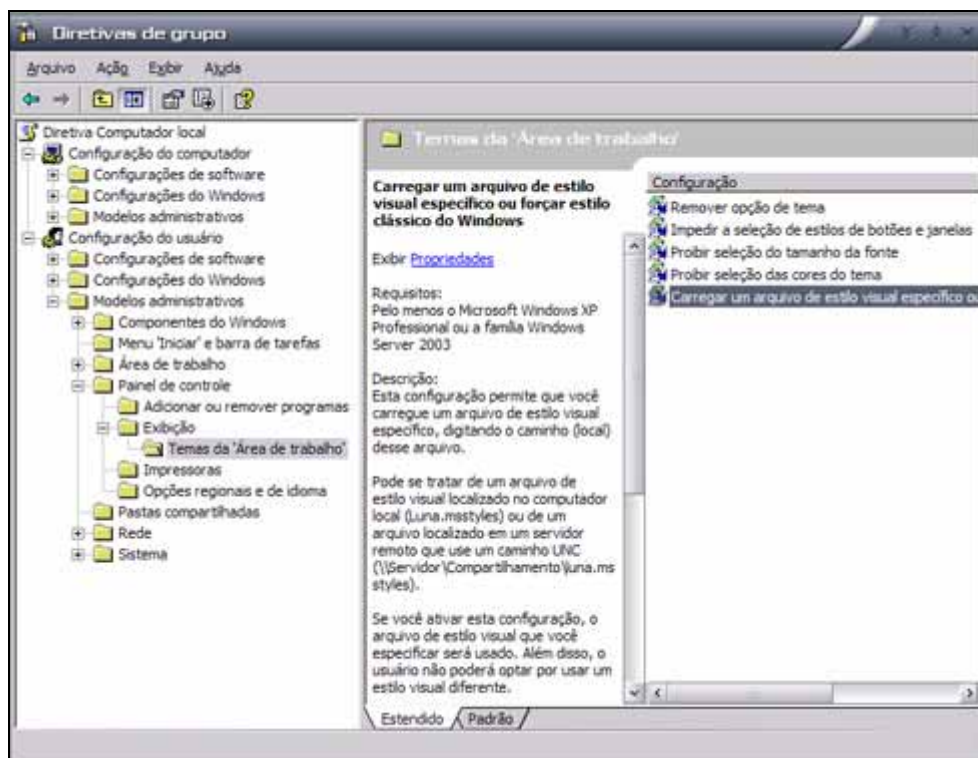 Diretivas de grupo
Arquivo Ação Exibir Ajuda
Diretiva Computador local
Configuração do computador
Configurações de software
Configurações do Windows
Modelos administrativos
Configuração do usuário
Configurações de software
Configurações do Windows
Modelos administrativos
Componentes do Windows
Menu 'Iniciar' e barra de tarefas
Área de trabalho
Painel de controle
Adicionar ou remover programas
Exibição
Temas da 'Área de trabalho'
Impressoras
Opções regionais e de idioma
Pastas compartilhadas
Rede
Sistema
Temas da 'Área de trabalho'
Carregar um arquivo de estilo
visual específico ou forçar estilo
clássico do Windows
Exibir Propriedades
Requisitos:
Pelo menos o Microsoft Windows XP
Professional ou a família Windows
Server 2003
Descrição:
Esta configuração permite que você
carregue um arquivo de estilo visual
específico, digitando o caminho (local)
desse arquivo.
Pode se tratar de um arquivo de
estilo visual localizado no computador
local (Luna.msstyles) ou de um
arquivo localizado em um servidor
remoto que use um caminho UNC
(\\Servidor\Compartilhamento\luna.ms
styles).
Se você ativar esta configuração, o
arquivo de estilo visual que você
especificar será usado. Além disso, o
usuário não poderá optar por usar um
estilo visual diferente.
Configuração
Remover opção de tema
Impedir a seleção de estilos de botões e janelas
Proibir seleção do tamanho da fonte
Proibir seleção das cores do tema
Carregar um arquivo de estilo visual específico ou
Estendido Padrão